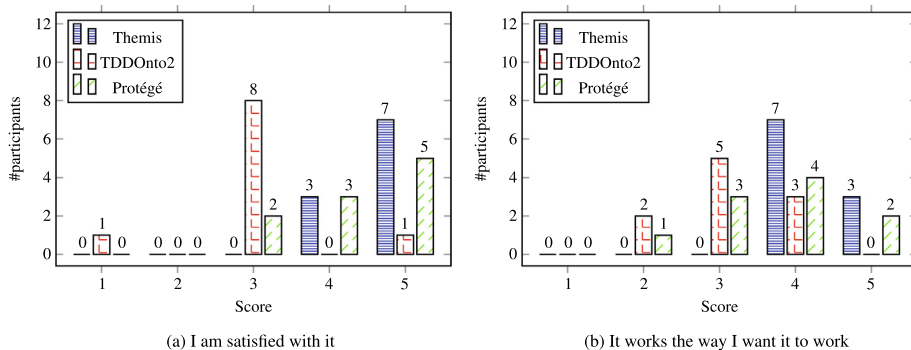 12
10
8
6
4
2
0
#participants
Themis
TDDOnto2
Protégé
0 1 0
0 0 0
0 8 2
3 0 3
7 1 5
1 2 3 4 5
Score
(a) I am satisfied with it
12
10
8
6
4
2
0
#participants
Themis
TDDOnto2
Protégé
0 0 0
0 2 1
0 5 3
7 3 4
3 0 2
1 2 3 4 5
Score
(b) It works the way I want it to work